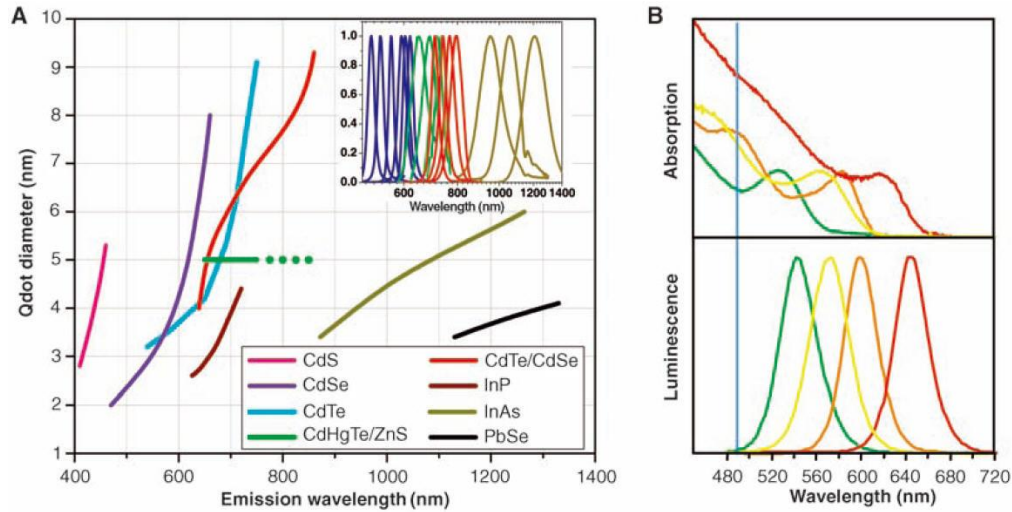 A
Qdot diameter (nm)
10
9
8
7
6
5
4
3
2
1
400
600
800
1000
1200
1400
Emission wavelength (nm)
1.0
0.8
0.6
0.4
0.2
0.0
600
800
1000
1200
1400
Wavelength (nm)
CdS
CdSe
CdTe
CdHgTe/ZnS
CdTe/CdSe
InP
InAs
PbSe
B
Absorption
Luminescence
480
520
560
600
640
680
720
Wavelength (nm)